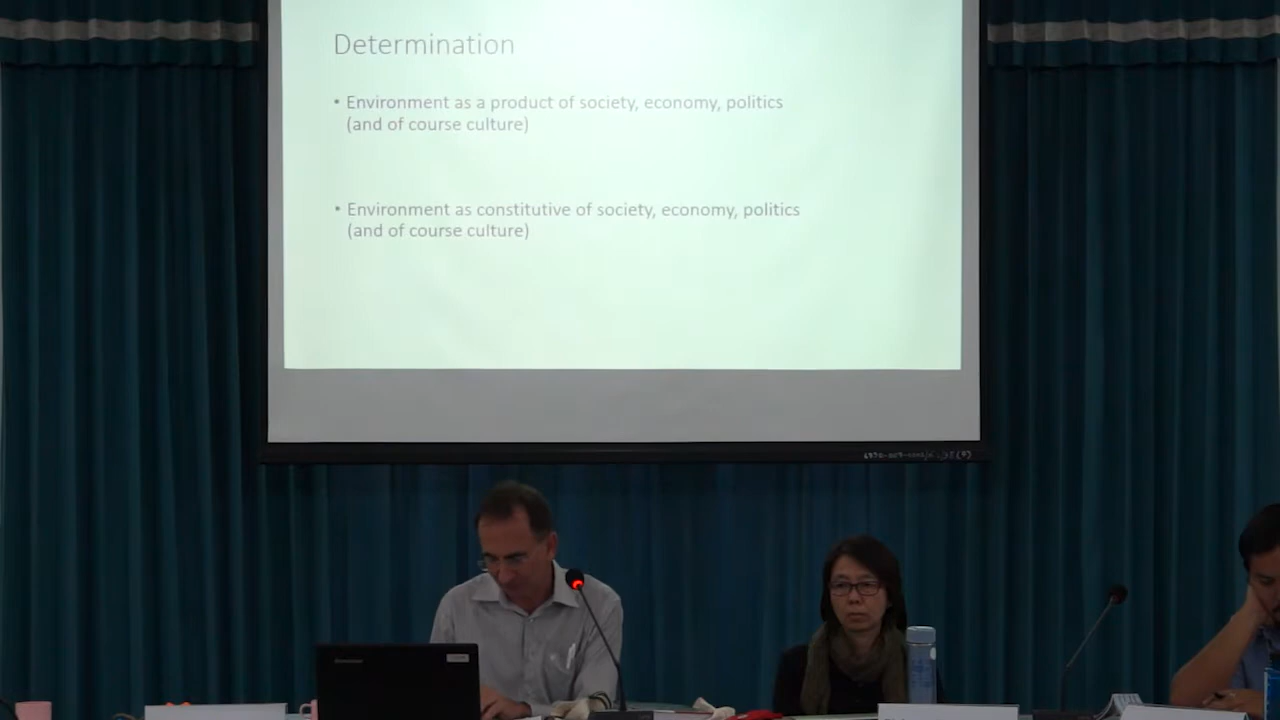 Determination
• Environment as a product of society, economy, politics
(and of course culture)
• Environment as constitutive of society, economy, politics
(and of course culture)